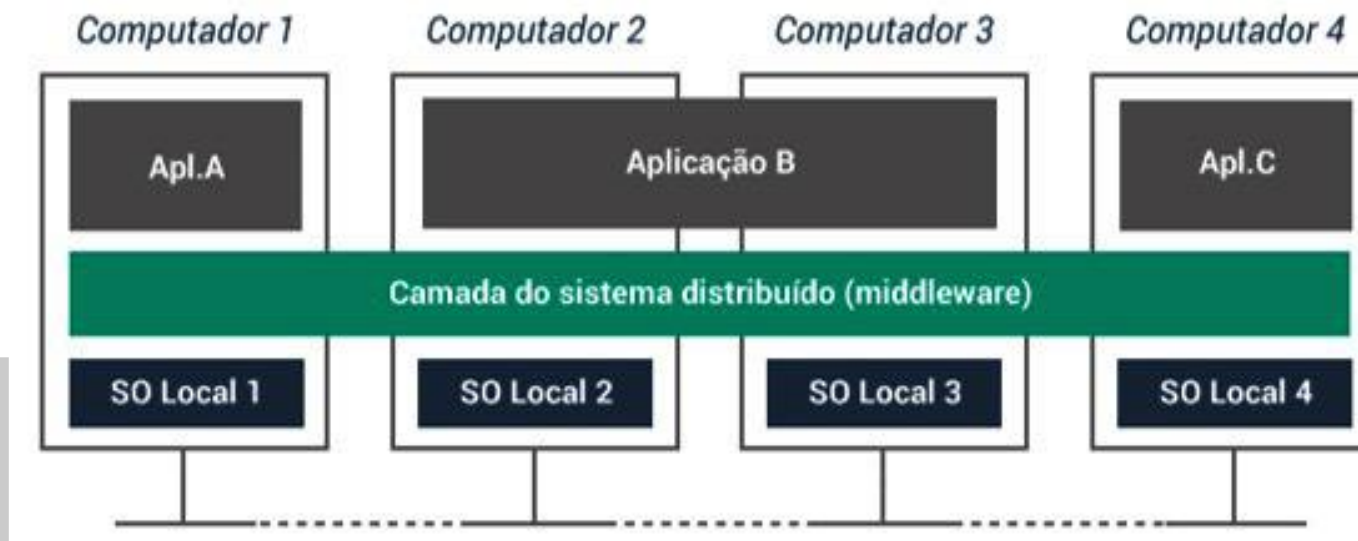 Computador 1 Computador 2 Computador 3 Computador 4
Apl.A Aplicação B Apl.C
Camada do sistema distribuído (middleware)
SO Local 1 SO Local 2 SO Local 3 SO Local 4